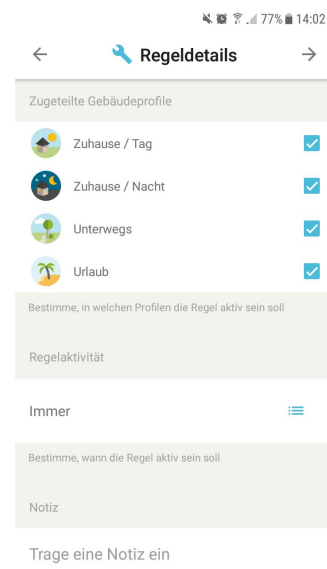 77% 14:02
Regeldetails
Zugeteilte Gebäudeprofile
Zuhause / Tag
Zuhause / Nacht
Unterwegs
Urlaub
Bestimme, in welchen Profilen die Regel aktiv sein soll
Regelaktivität
Immer
Bestimme, wann die Regel aktiv sein soll
Notiz
Trage eine Notiz ein